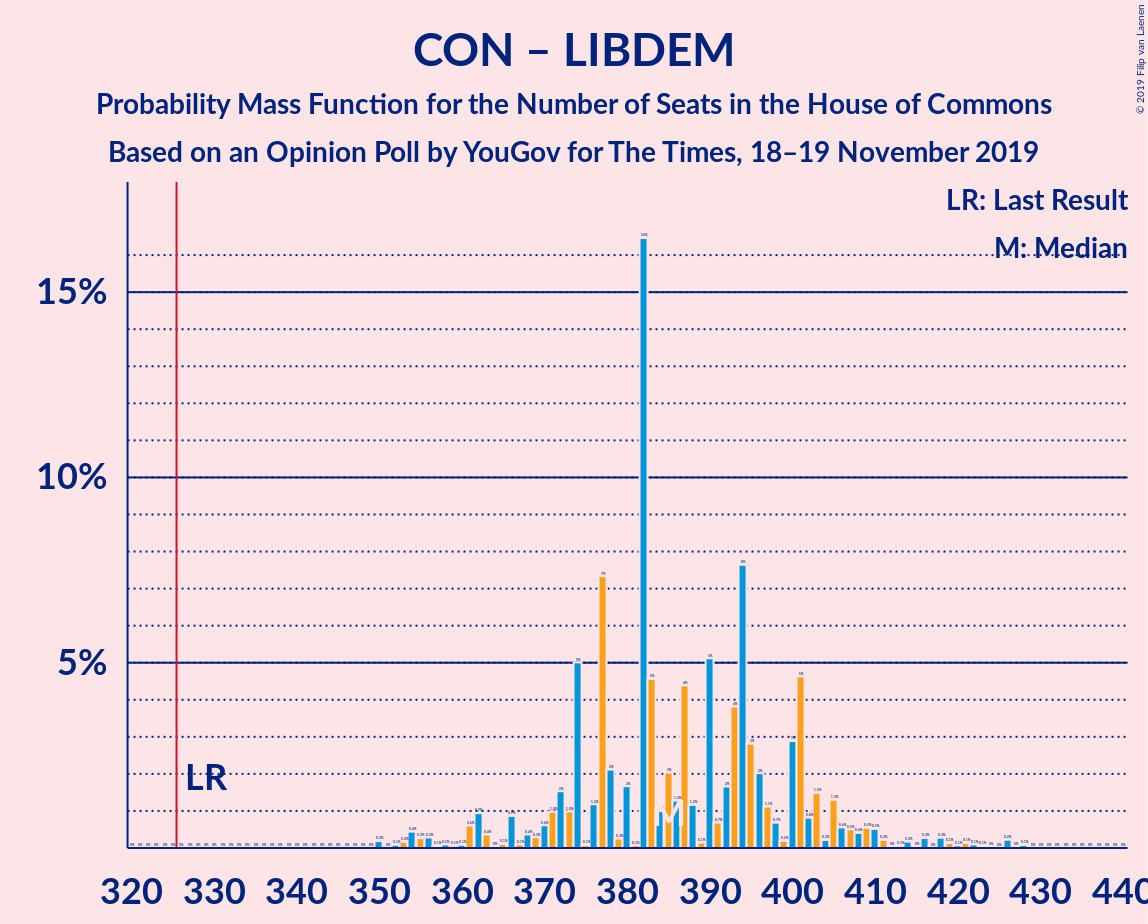 CON – LIBDEM
Probability Mass Function for the Number of Seats in the House of Commons
Based on an Opinion Poll by YouGov for The Times, 18–19 November 2019
© 2019 Filip van Laenen
LR: Last Result
M: Median
15%
10%
5%
LR
M
320 330 340 350 360 370 380 390 400 410 420 430 440